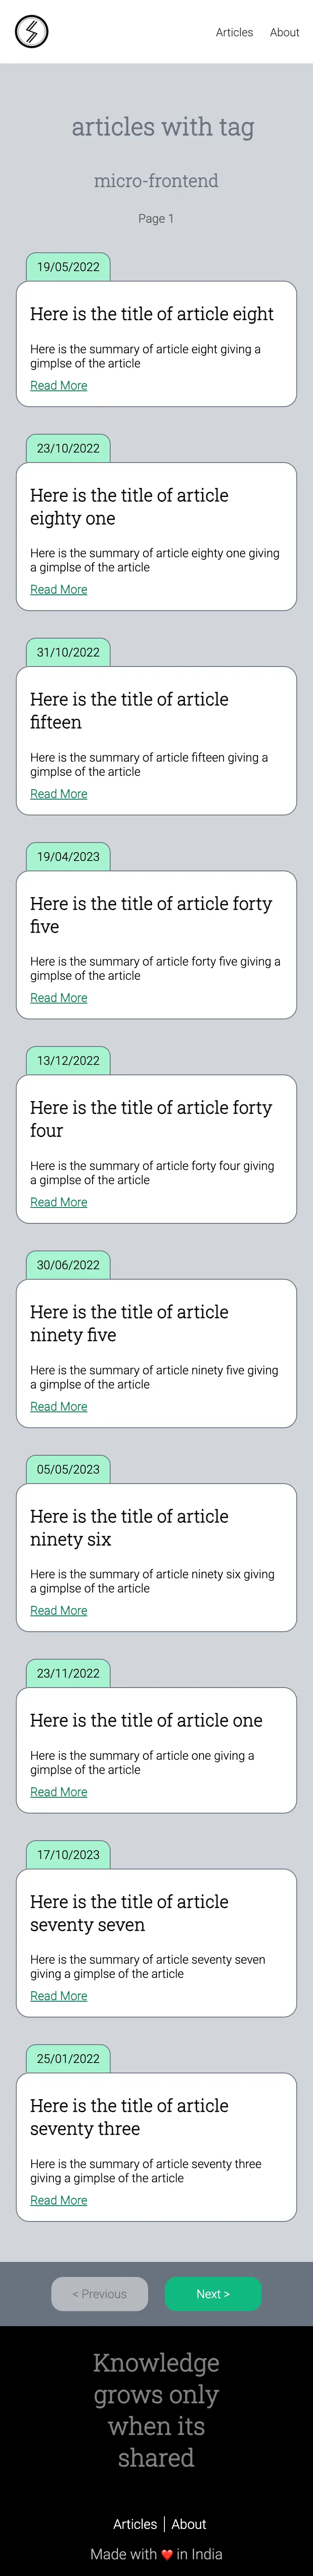 Articles About
articles with tag
micro-frontend
Page 1
19/05/2022
Here is the title of article eight
Here is the summary of article eight giving a
gimplse of the article
Read More
23/10/2022
Here is the title of article
eighty one
Here is the summary of article eighty one giving
a gimplse of the article
Read More
31/10/2022
Here is the title of article
fifteen
Here is the summary of article fifteen giving a
gimplse of the article
Read More
19/04/2023
Here is the title of article forty
five
Here is the summary of article forty five giving a
gimplse of the article
Read More
13/12/2022
Here is the title of article forty
four
Here is the summary of article forty four giving
a gimplse of the article
Read More
30/06/2022
Here is the title of article
ninety five
Here is the summary of article ninety five giving
a gimplse of the article
Read More
05/05/2023
Here is the title of article
ninety six
Here is the summary of article ninety six giving
a gimplse of the article
Read More
23/11/2022
Here is the title of article one
Here is the summary of article one giving a
gimplse of the article
Read More
17/10/2023
Here is the title of article
seventy seven
Here is the summary of article seventy seven
giving a gimplse of the article
Read More
25/01/2022
Here is the title of article
seventy three
Here is the summary of article seventy three
giving a gimplse of the article
Read More
< Previous Next >
Knowledge
grows only
when its
shared
Articles | About
Made with ❤️ in India